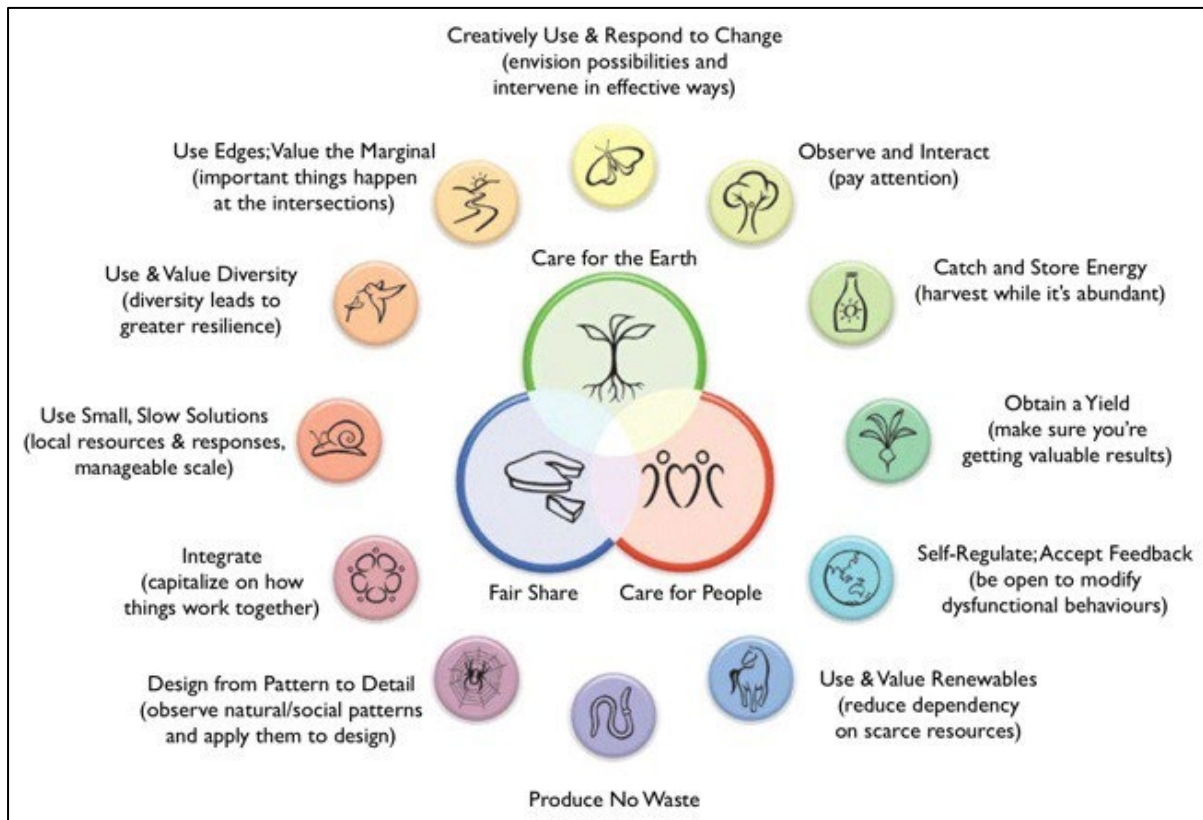 Creatively Use & Respond to Change
(envision possibilities and
intervene in effective ways)
Use Edges; Value the Marginal
(important things happen
at the intersections)
Observe and Interact
(pay attention)
Care for the Earth
Use & Value Diversity
(diversity leads to
greater resilience)
Catch and Store Energy
(harvest while it's abundant)
Use Small, Slow Solutions
(local resources & responses,
manageable scale)
Obtain a Yield
(make sure you're
getting valuable results)
Integrate
(capitalize on how
things work together)
Fair Share
Care for People
Self-Regulate; Accept Feedback
(be open to modify
dysfunctional behaviours)
Design from Pattern to Detail
(observe natural/social patterns
and apply them to design)
Use & Value Renewables
(reduce dependency
on scarce resources)
Produce No Waste